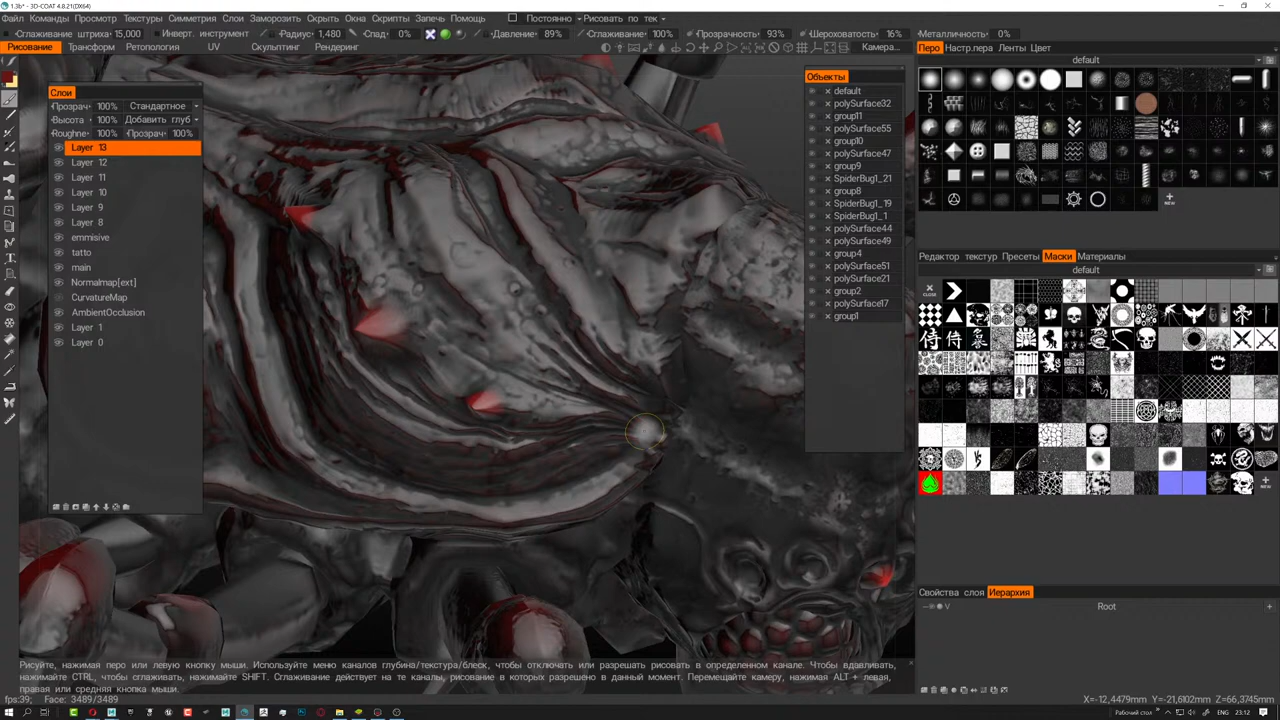 1.3b* - 3D-COAT 4.8.21(DX64)
Файл Команды Просмотр Текстуры Симметрия Слои Заморозить Скрыть Окна Скрипты Запечь Помощь Постоянно Рисовать по тек
Сглаживание штриха 15,000 Инверт. инструмент Радиус 1,480 Спад 0% Давление 89% Сглаживание 100% Прозрачность 93% Шероховатость 16% Металличность 0%
Рисование Трансформ Ретопология UV Скульптинг Рендеринг Камера... Перо Настр.пера Ленты Цвет
default
Слои
Прозрач 100% Стандартное
Высота 100% Добавить глуб
Roughne 100% Прозрач 100%
Layer 13
Layer 12
Layer 11
Layer 10
Layer 9
Layer 8
emmisive
tatto
main
Normalmap[ext]
CurvatureMap
AmbientOcclusion
Layer 1
Layer 0
Объекты
default
polySurface32
group11
polySurface55
group10
polySurface47
group9
SpiderBug1_21
group8
SpiderBug1_19
SpiderBug1_1
polySurface44
polySurface49
group4
polySurface51
polySurface21
group2
polySurface17
group1
NEW
Редактор текстур Пресеты Маски Материалы
default
CLOSE
NEW
Свойства слоя Иерархия
V Root +
Рисуйте, нажимая перо или левую кнопку мыши. Используйте меню каналов глубина/текстура/блеск, чтобы отключать или разрешать рисовать в определенном канале. Чтобы вдавливать,
нажимайте CTRL, чтобы сглаживать, нажимайте SHIFT. Сглаживание действует на те каналы, рисование в которых разрешено в данный момент. Перемещайте камеру, нажимая ALT + левая,
правая или средняя кнопка мыши.
fps:39; Faces: 3489/3489 X=-12,4479mm Y=-21,6102mm Z=66,3745mm
Рабочий стол ENG 23:12